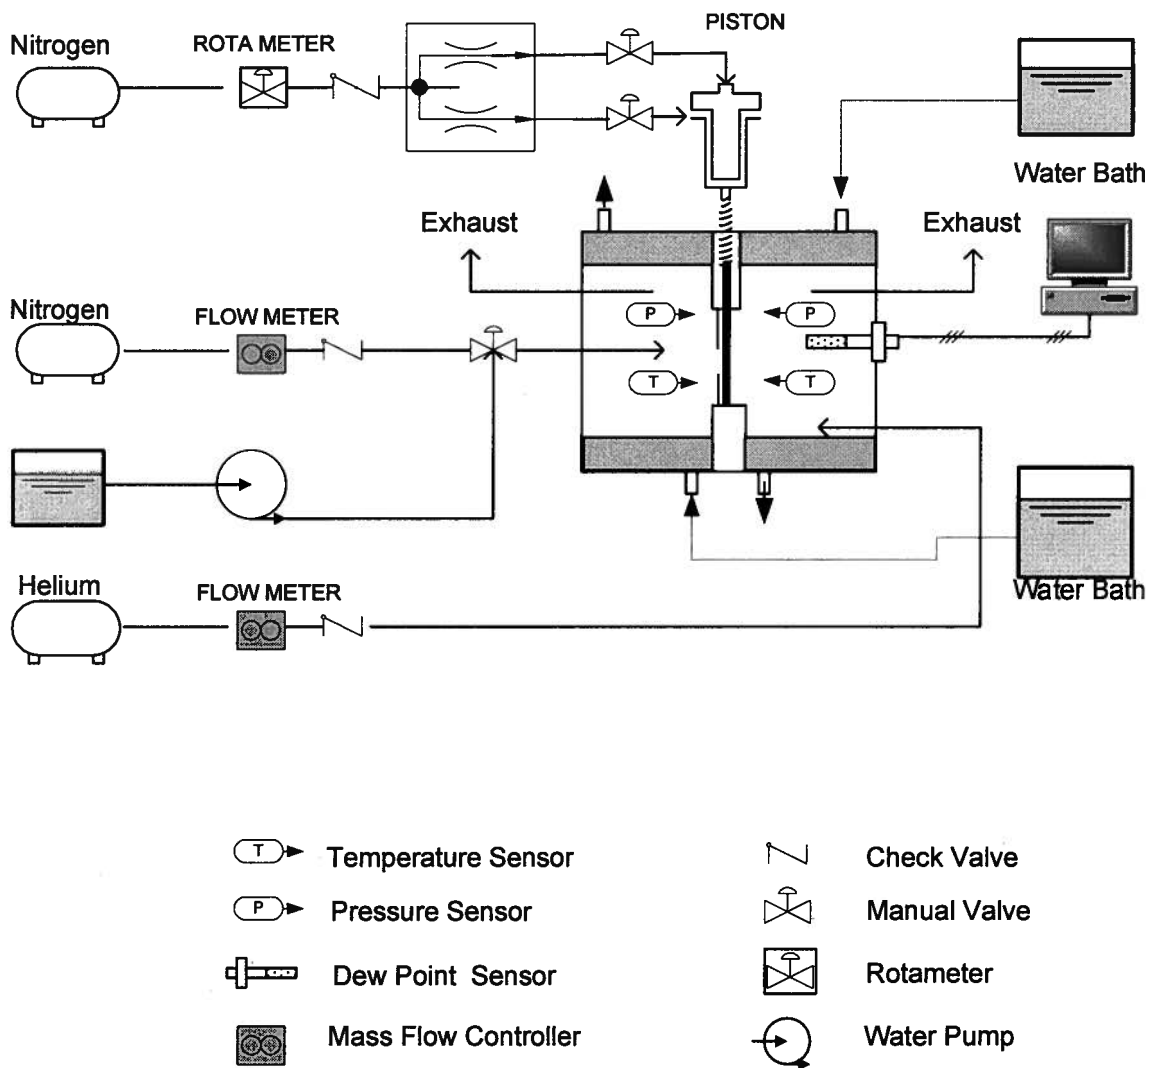 PISTON
Nitrogen
ROTA METER
Water Bath
Exhaust
Exhaust
Nitrogen
FLOW METER
P
P
T
T
Helium
FLOW METER
Water Bath
T
Temperature Sensor
Check Valve
P
Pressure Sensor
Manual Valve
Dew Point Sensor
Rotameter
Mass Flow Controller
Water Pump